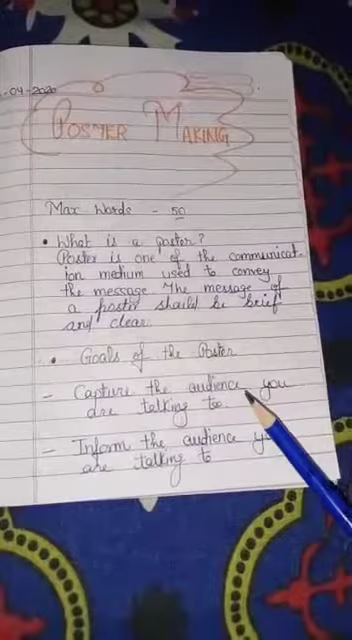 -04-2020
POSTER MAKING
Max Words - 50
• What is a poster?
Poster is one of the communicat-
ion medium used to convey
the message. The message of
a poster should be brief
and clear.
• Goals of the Poster
- Capture the audience you
are talking to.
- Inform the audience
are talking to